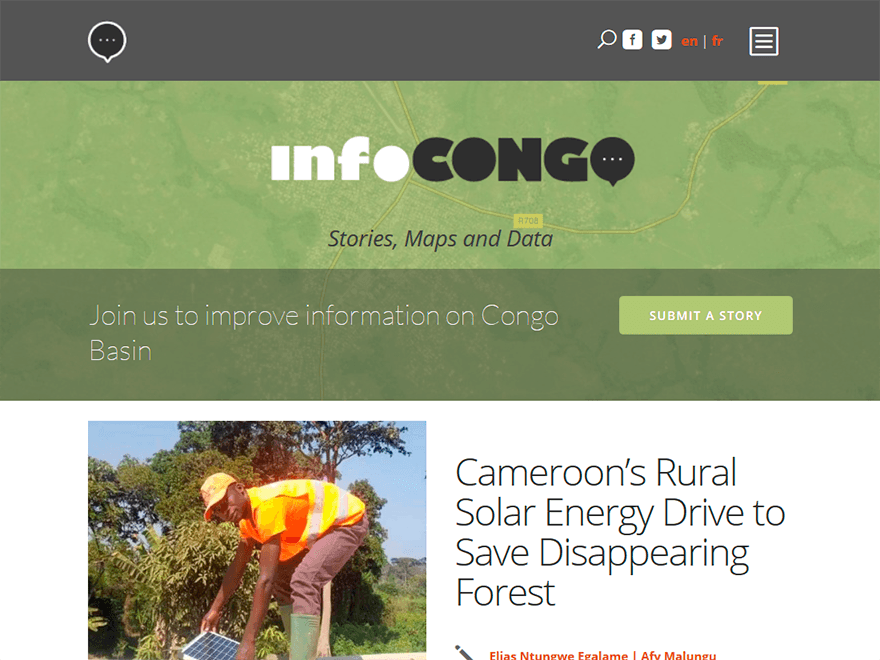 en | fr
infoCONGO
R708
Stories, Maps and Data
Join us to improve information on Congo
Basin
SUBMIT A STORY
Cameroon's Rural
Solar Energy Drive to
Save Disappearing
Forest
Elias Ntungwe Egalame | Afy Malungu